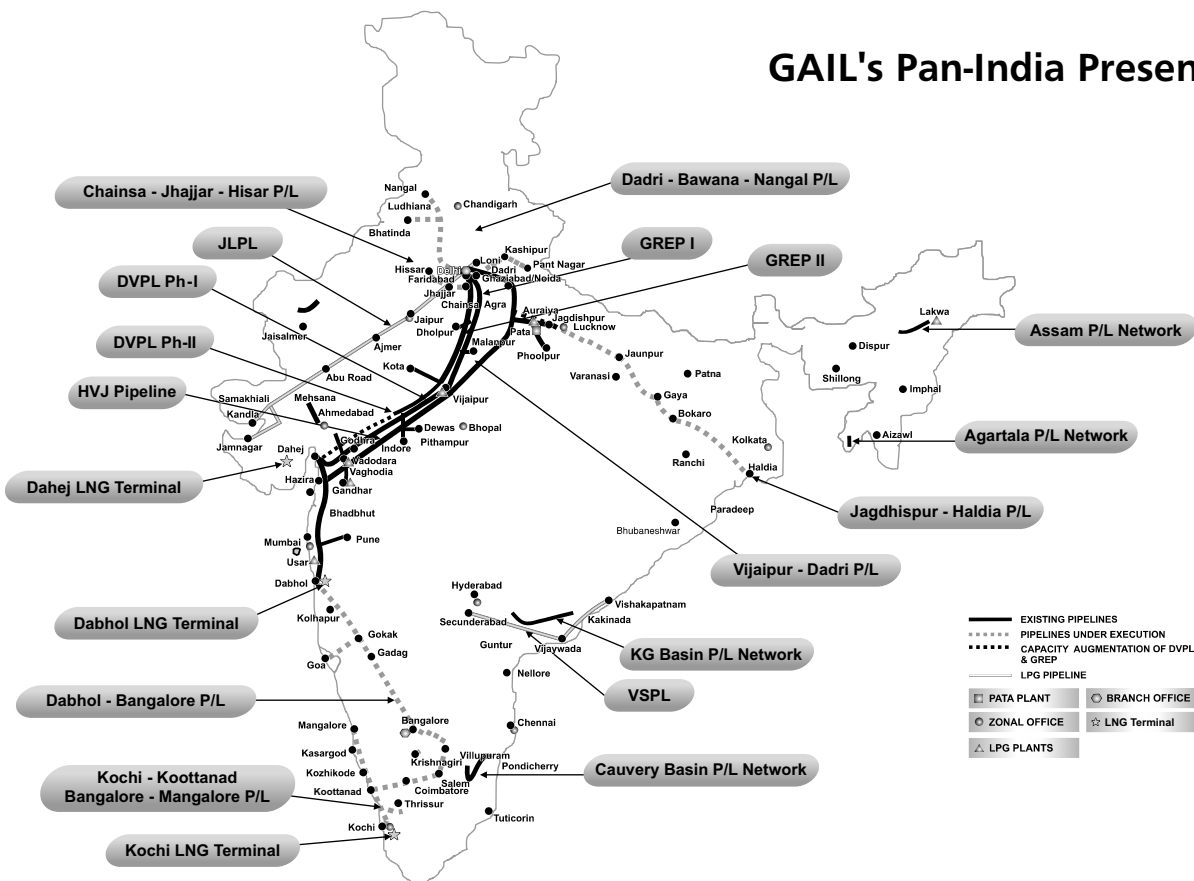 GAIL's Pan-India Presen
Chainsa - Jhajjar - Hisar P/L
Dadri - Bawana - Nangal P/L
JLPL
GREP I
DVPL Ph-I
GREP II
DVPL Ph-II
Assam P/L Network
HVJ Pipeline
Agartala P/L Network
Dahej LNG Terminal
Jagdhispur - Haldia P/L
Vijaipur - Dadri P/L
Dabhol LNG Terminal
KG Basin P/L Network
VSPL
Dabhol - Bangalore P/L
Cauvery Basin P/L Network
Kochi - Koottanad
Bangalore - Mangalore P/L
Kochi LNG Terminal
Nangal
Ludhiana
Chandigarh
Bhatinda
Kashipur
Loni
Pant Nagar
Hissar
Delhi
Dadri
Faridabad
Ghaziabad/Noida
Jhajjar
Chainsa
Agra
Auraiya
Jagdishpur
Lucknow
Jaisalmer
Jaipur
Dholpur
Pata
Malanpur
Phoolpur
Ajmer
Kota
Jaunpur
Varanasi
Patna
Abu Road
Samakhiali
Kandla
Mehsana
Vijaipur
Gaya
Ahmedabad
Bokaro
Jamnagar
Godhra
Dewas
Bhopal
Indore
Pithampur
Kolkata
Dahej
Vadodara
Vaghodia
Ranchi
Haldia
Hazira
Gandhar
Bhadbhut
Paradeep
Bhubaneshwar
Mumbai
Pune
Usar
Dabhol
Lakwa
Dispur
Shillong
Imphal
Aizawl
Hyderabad
Secunderabad
Vishakapatnam
Kakinada
Guntur
Vijaywada
Kolhapur
Gokak
Goa
Gadag
Nellore
Mangalore
Bangalore
Chennai
Kasargod
Krishnagiri
Villupuram
Pondicherry
Kozhikode
Salem
Koottanad
Coimbatore
Thrissur
Kochi
Tuticorin
EXISTING PIPELINES
PIPELINES UNDER EXECUTION
CAPACITY AUGMENTATION OF DVPL
& GREP
LPG PIPELINE
PATA PLANT
BRANCH OFFICE
ZONAL OFFICE
LNG Terminal
LPG PLANTS